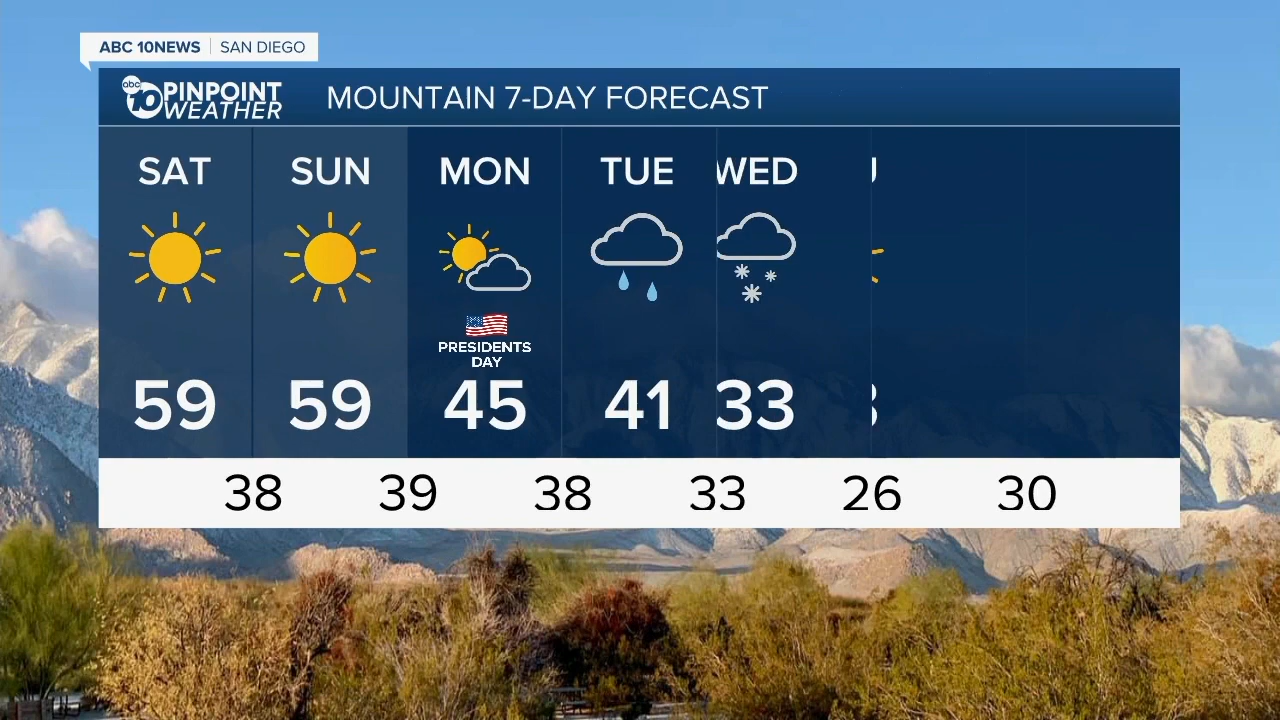 ABC 10NEWS | SAN DIEGO
abc 10 PINPOINT WEATHER
MOUNTAIN 7-DAY FORECAST
SAT SUN MON TUE WED
PRESIDENTS
DAY
59 59 45 41 33
38 39 38 33 26 30